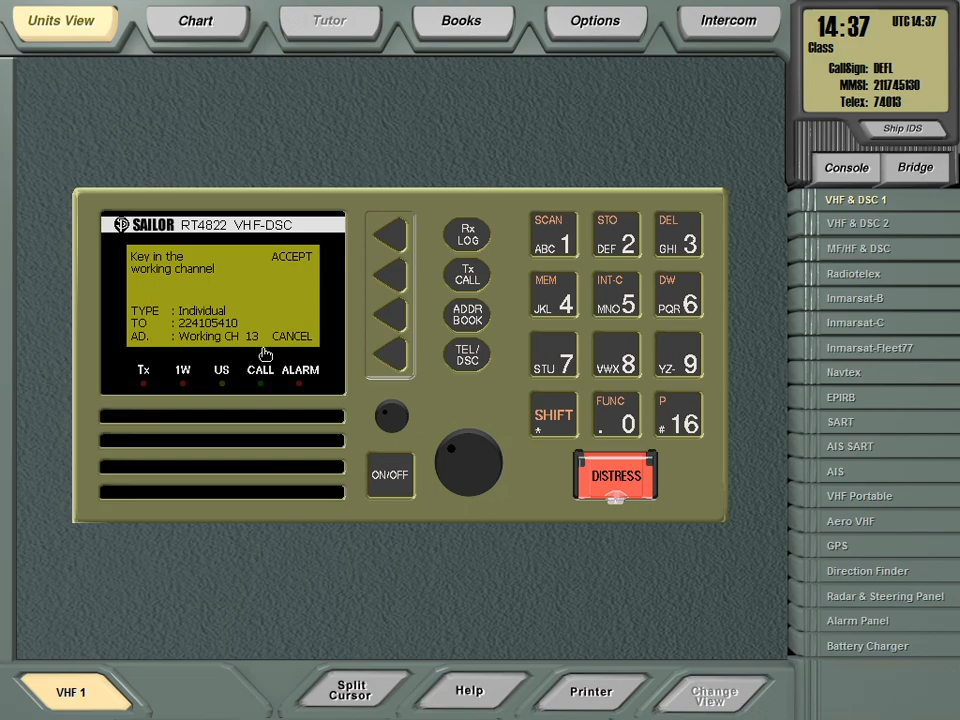 Units View
Chart
Tutor
Books
Options
Intercom
14:37
UTC 14:37
Class
CallSign: DEFL
MMSI: 211745130
Telex: 74013
Ship IDS
Console
Bridge
VHF & DSC 1
VHF & DSC 2
MF/HF & DSC
Radiotelex
Inmarsat-B
Inmarsat-C
Inmarsat-Fleet77
Navtex
EPIRB
SART
AIS SART
AIS
VHF Portable
Aero VHF
GPS
Direction Finder
Radar & Steering Panel
Alarm Panel
Battery Charger
SAILOR RT4822 VHF-DSC
Key in the ACCEPT
working channel
TYPE : Individual
TO : 224105410
AD. : Working CH 13 CANCEL
Tx 1W US CALL ALARM
Rx
LOG
Tx
CALL
ADDR
BOOK
TEL/
DSC
ON/OFF
SCAN
ABC 1
STO
DEF 2
DEL
GHI 3
MEM
JKL 4
INT-C
MNO 5
DW
PQR 6
STU 7
VWX 8
YZ- 9
SHIFT
*
FUNC
. 0
P
# 16
DISTRESS
VHF 1
Split
Cursor
Help
Printer
Change
View